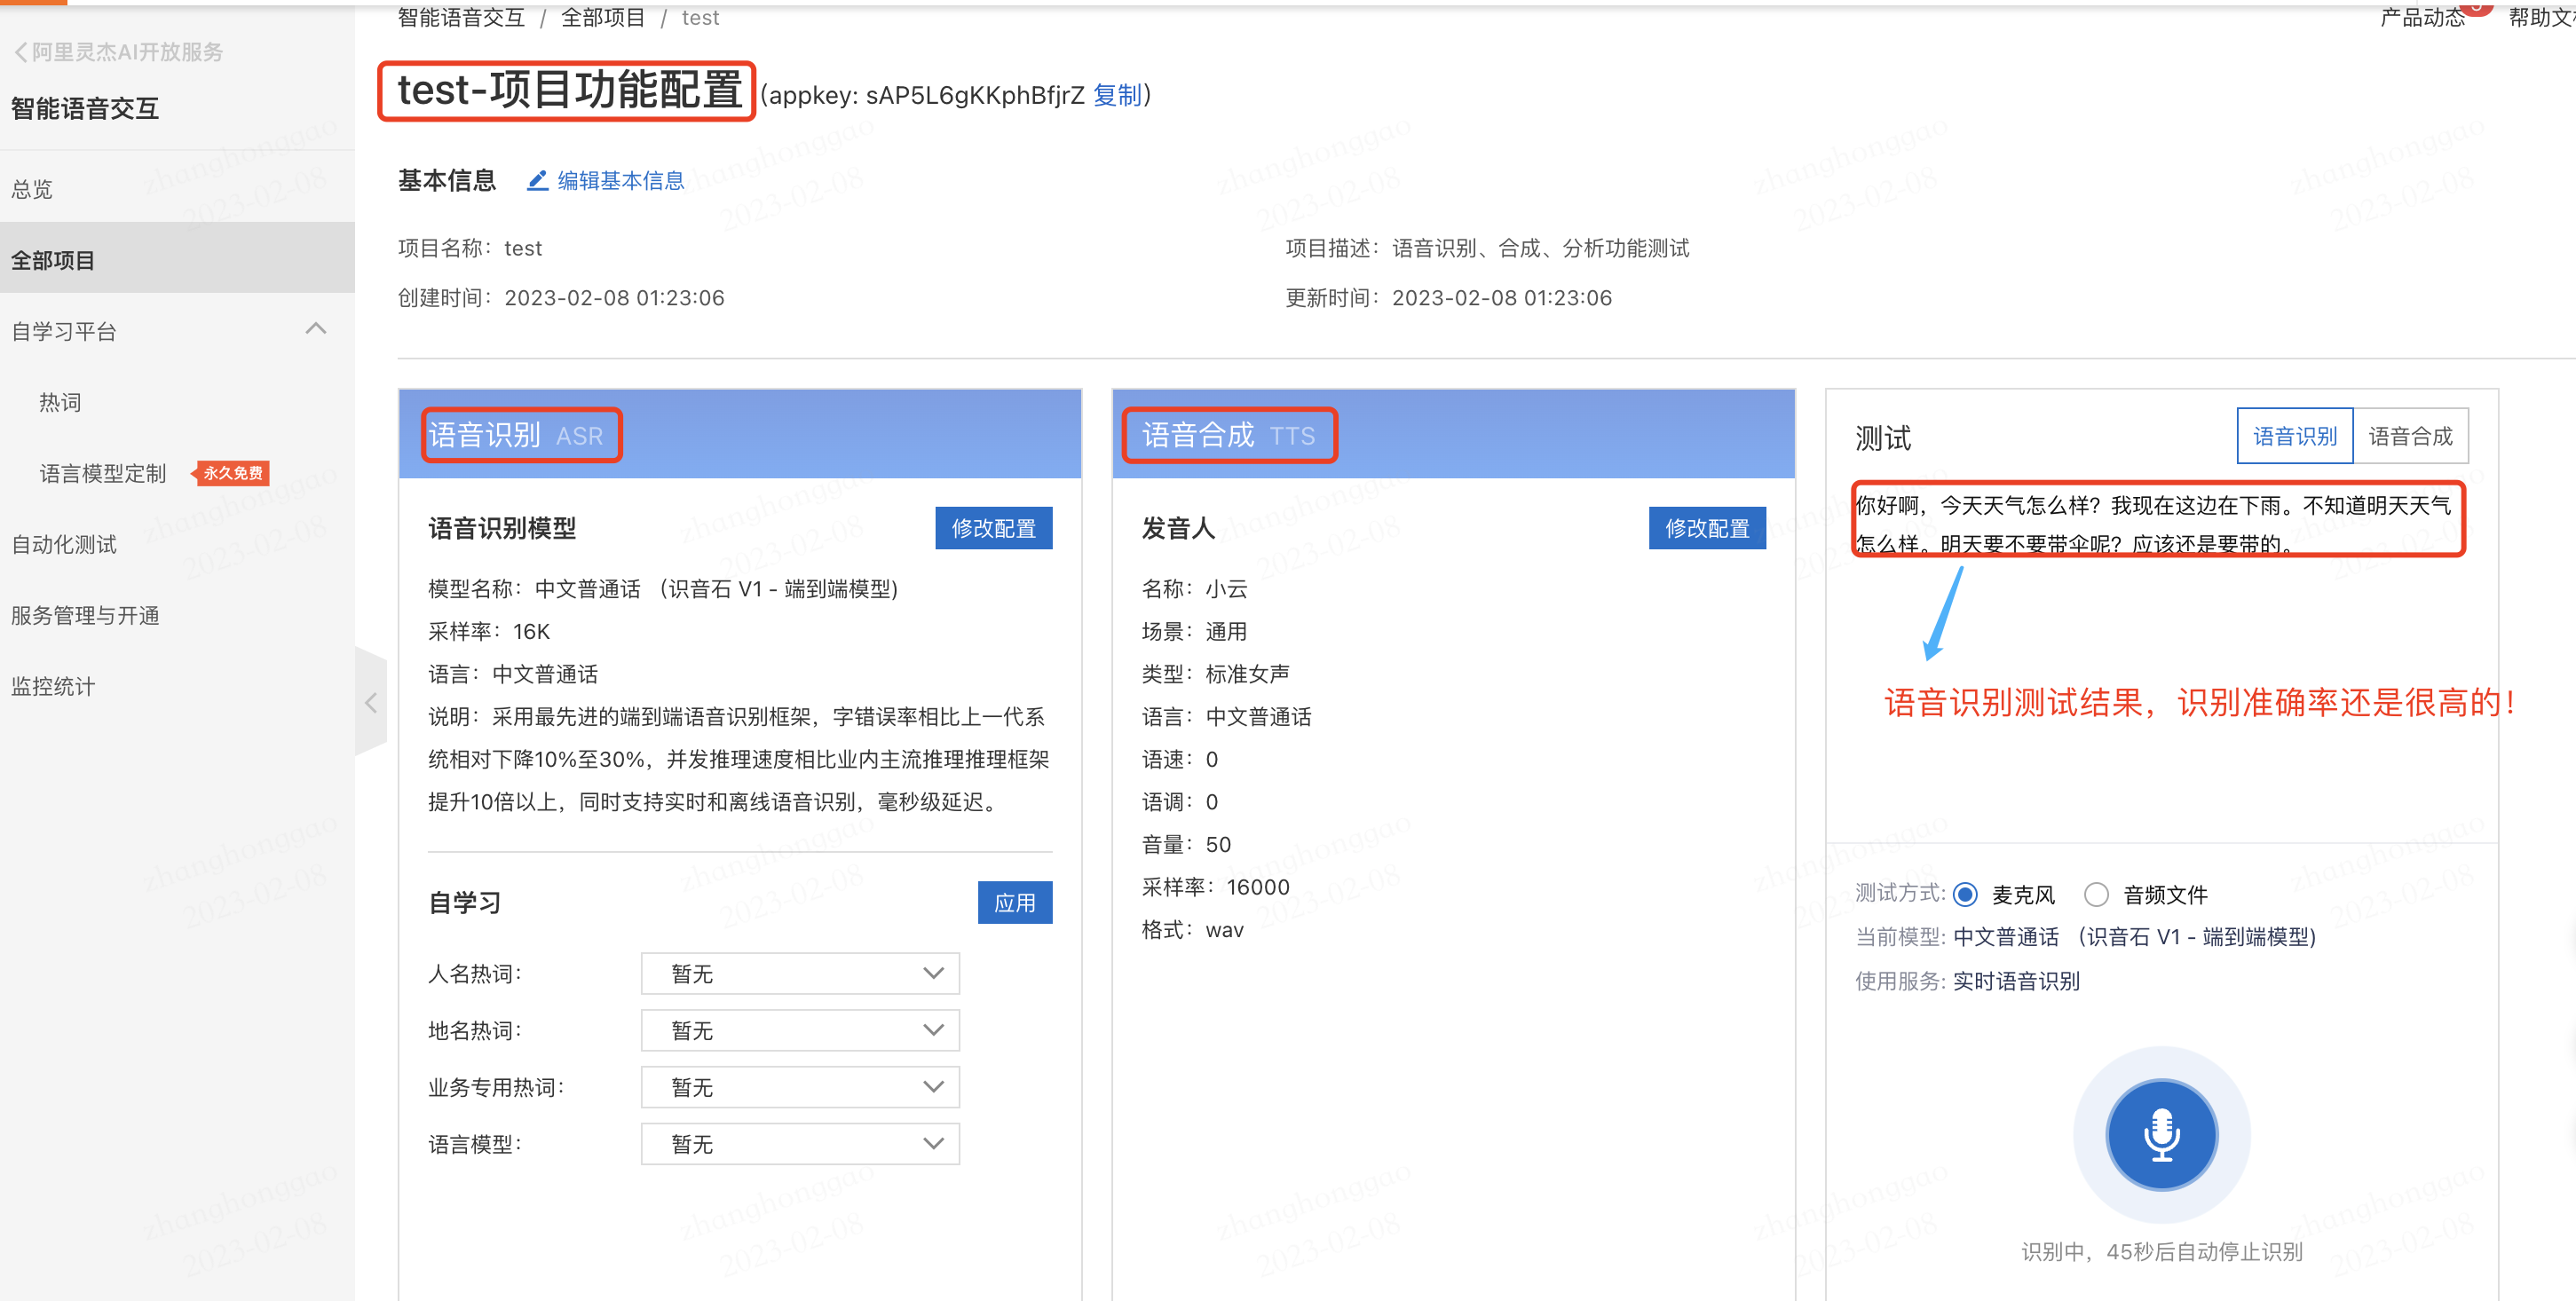 智能语音交互 / 全部项目 / test
产品动态
帮助文
阿里灵杰AI开放服务
智能语音交互
总览
全部项目
自学习平台
热词
语言模型定制 永久免费
自动化测试
服务管理与开通
监控统计
test-项目功能配置 (appkey: sAP5L6gKKphBfjrZ 复制)
基本信息 编辑基本信息
项目名称：test
项目描述：语音识别、合成、分析功能测试
创建时间：2023-02-08 01:23:06
更新时间：2023-02-08 01:23:06
语音识别 ASR
语音识别模型 修改配置
模型名称：中文普通话 （识音石 V1 - 端到端模型)
采样率：16K
语言：中文普通话
说明：采用最先进的端到端语音识别框架，字错误率相比上一代系
统相对下降10%至30%，并发推理速度相比业内主流推理推理框架
提升10倍以上，同时支持实时和离线语音识别，毫秒级延迟。
自学习 应用
人名热词： 暂无
地名热词： 暂无
业务专用热词： 暂无
语言模型： 暂无
语音合成 TTS
发音人 修改配置
名称：小云
场景：通用
类型：标准女声
语言：中文普通话
语速：0
语调：0
音量：50
采样率：16000
格式：wav
测试 语音识别 语音合成
你好啊，今天天气怎么样？我现在这边在下雨。不知道明天天气
怎么样。明天要不要带伞呢？应该还是要带的。
语音识别测试结果，识别准确率还是很高的！
测试方式: 麦克风 音频文件
当前模型: 中文普通话 （识音石 V1 - 端到端模型)
使用服务: 实时语音识别
识别中，45秒后自动停止识别
zhanghonggao
2023-02-08